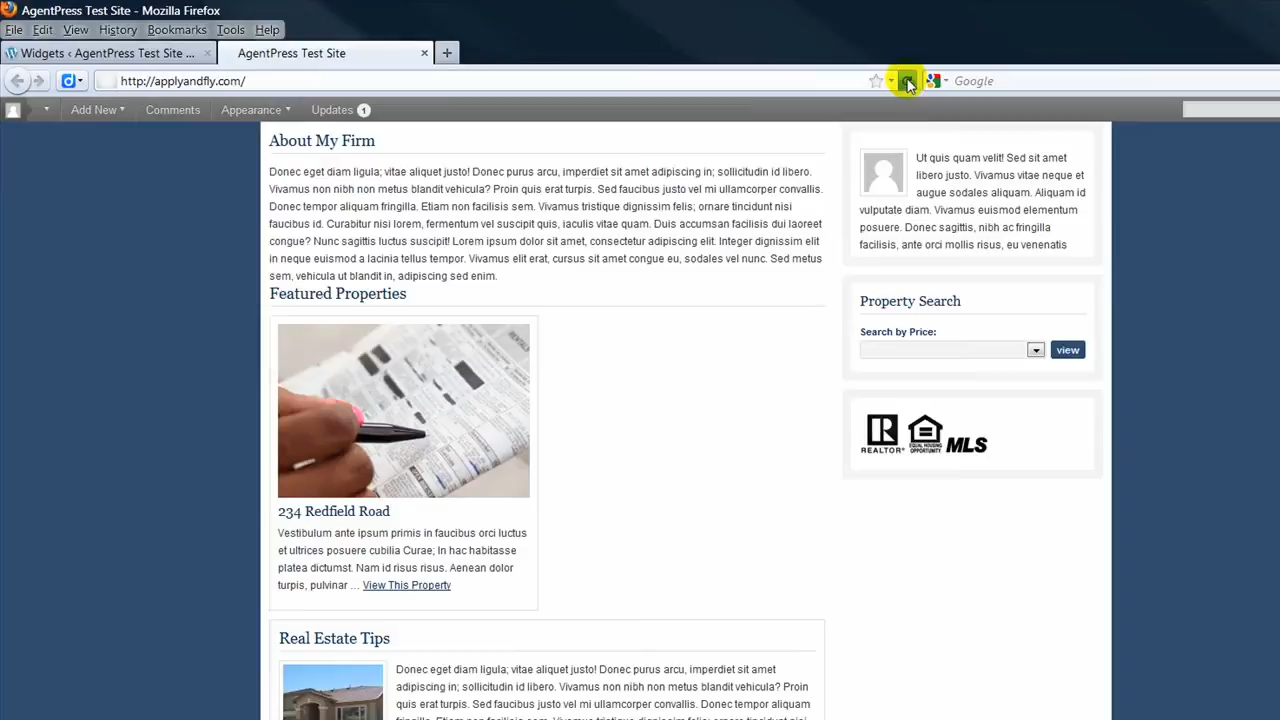 AgentPress Test Site - Mozilla Firefox
File Edit View History Bookmarks Tools Help
Widgets ‹ AgentPress Test Site ... AgentPress Test Site
http://applyandfly.com/ Google
Add New Comments Appearance Updates 1
About My Firm
Donec eget diam ligula; vitae aliquet justo! Donec purus arcu, imperdiet sit amet adipiscing in; sollicitudin id libero.
Vivamus non nibh non metus blandit vehicula? Proin quis erat turpis. Sed faucibus justo vel mi ullamcorper convallis.
Donec tempor aliquam fringilla. Etiam non facilisis sem. Vivamus tristique dignissim felis; ornare tincidunt nisi
faucibus id. Curabitur nisi lorem, fermentum vel suscipit quis, iaculis vitae quam. Duis accumsan facilisis dui laoreet
congue? Nunc sagittis luctus suscipit! Lorem ipsum dolor sit amet, consectetur adipiscing elit. Integer dignissim elit
in neque euismod a lacinia tellus tempor. Vivamus elit erat, cursus sit amet congue eu, sodales vel nunc. Sed metus
sem, vehicula ut blandit in, adipiscing sed enim.
Featured Properties
234 Redfield Road
Vestibulum ante ipsum primis in faucibus orci luctus
et ultrices posuere cubilia Curae; In hac habitasse
platea dictumst. Nam id risus risus. Aenean dolor
turpis, pulvinar ... View This Property
Real Estate Tips
Donec eget diam ligula; vitae aliquet justo! Donec purus arcu, imperdiet sit amet
adipiscing in; sollicitudin id libero. Vivamus non nibh non metus blandit vehicula? Proin
quis erat turpis. Sed faucibus justo vel mi ullamcorper convallis. Donec tempor aliquam
Ut quis quam velit! Sed sit amet
libero justo. Vivamus vitae neque et
augue sodales aliquam. Aliquam id
vulputate diam. Vivamus euismod elementum
posuere. Donec sagittis, nibh ac fringilla
facilisis, ante orci mollis risus, eu venenatis
Property Search
Search by Price:
view
REALTOR® EQUAL HOUSING OPPORTUNITY MLS